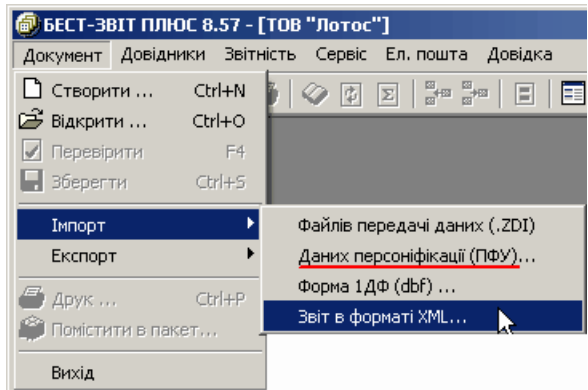 БЕСТ-ЗВІТ ПЛЮС 8.57 - [ТОВ "Лотос"]
Документ Довідники Звітність Сервіс Ел. пошта Довідка
Створити ... Ctrl+N
Відкрити ... Ctrl+O
Перевірити F4
Зберегти Ctrl+S
Імпорт
Файлів передачі даних (.ZDI)
Експорт
Даних персоніфікації (ПФУ)...
Форма 1ДФ (dbf) ...
Друк ... Ctrl+P
Звіт в форматі XML...
Помістити в пакет...
Вихід